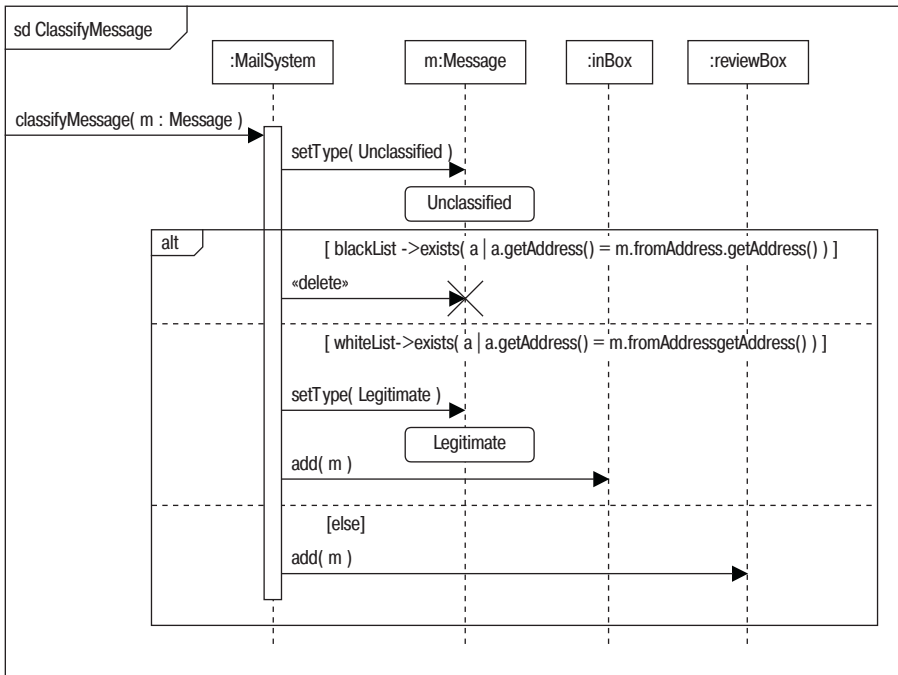 sd ClassifyMessage
:MailSystem
m:Message
:inBox
:reviewBox
classifyMessage( m : Message )
setType( Unclassified )
Unclassified
alt
[ blackList ->exists( a | a.getAddress() = m.fromAddress.getAddress() ) ]
«delete»
[ whiteList->exists( a | a.getAddress() = m.fromAddressgetAddress() ) ]
setType( Legitimate )
Legitimate
add( m )
[else]
add( m )